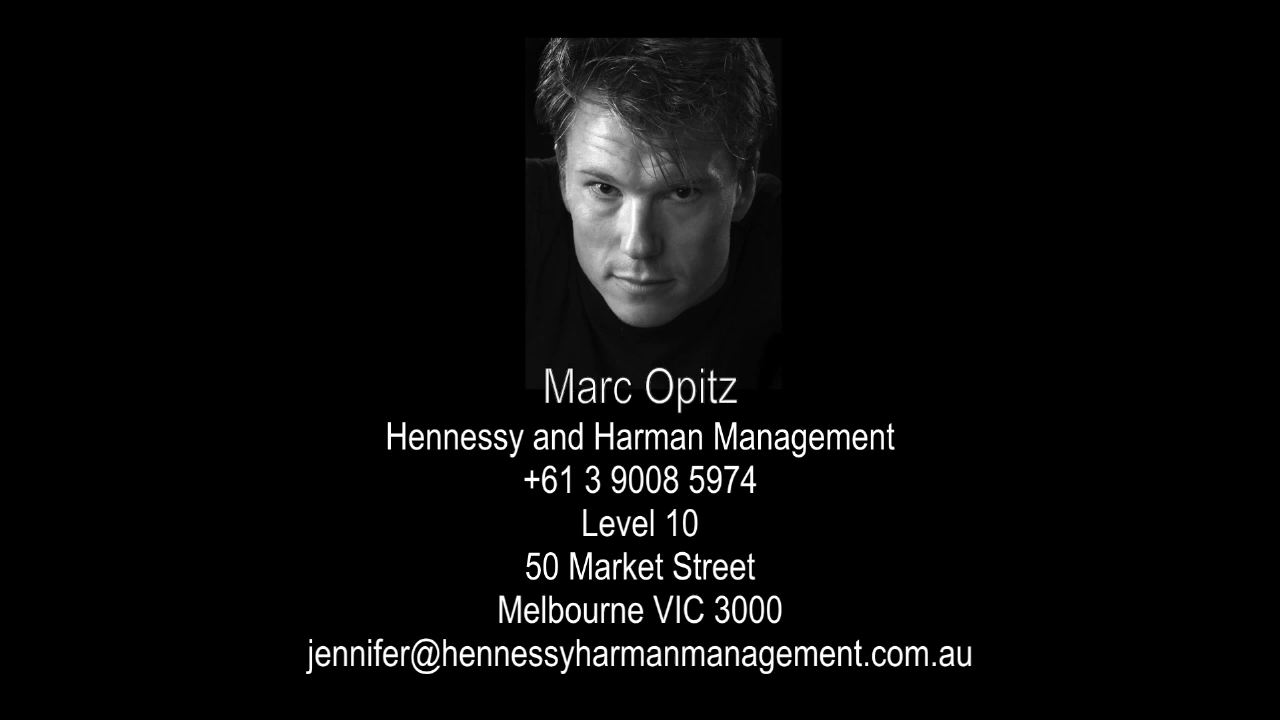 Marc Opitz
Hennessy and Harman Management
+61 3 9008 5974
Level 10
50 Market Street
Melbourne VIC 3000
jennifer@hennessyharmanmanagement.com.au